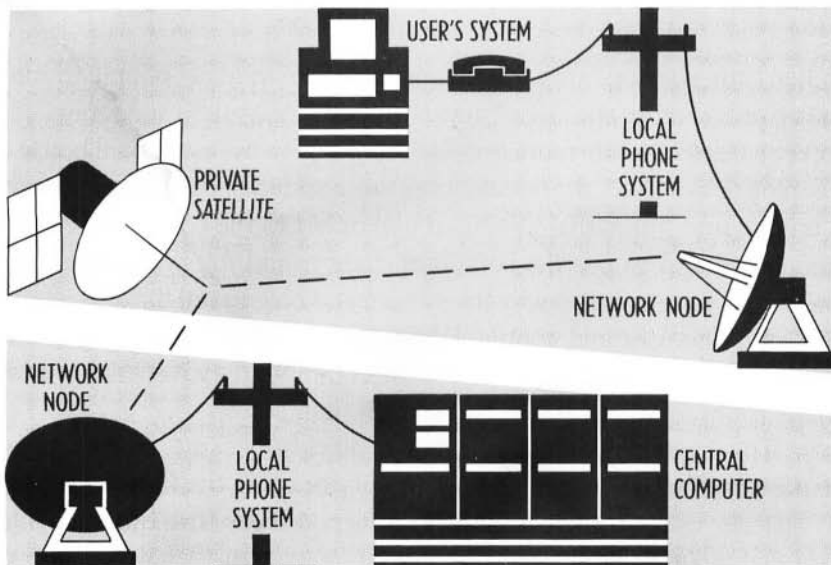 USER'S SYSTEM
LOCAL
PHONE
SYSTEM
PRIVATE
SATELLITE
NETWORK NODE
NETWORK
NODE
LOCAL
PHONE
SYSTEM
CENTRAL
COMPUTER